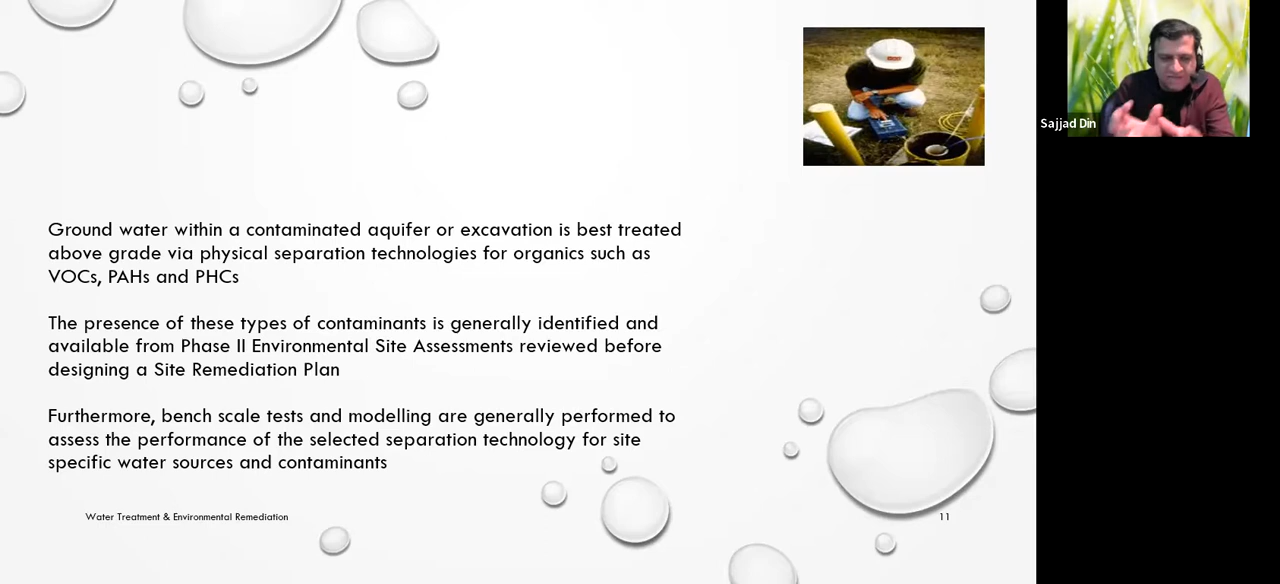 Ground water within a contaminated aquifer or excavation is best treated
above grade via physical separation technologies for organics such as
VOCs, PAHs and PHCs
The presence of these types of contaminants is generally identified and
available from Phase II Environmental Site Assessments reviewed before
designing a Site Remediation Plan
Furthermore, bench scale tests and modelling are generally performed to
assess the performance of the selected separation technology for site
specific water sources and contaminants
Water Treatment & Environmental Remediation
11
Sajjad Din